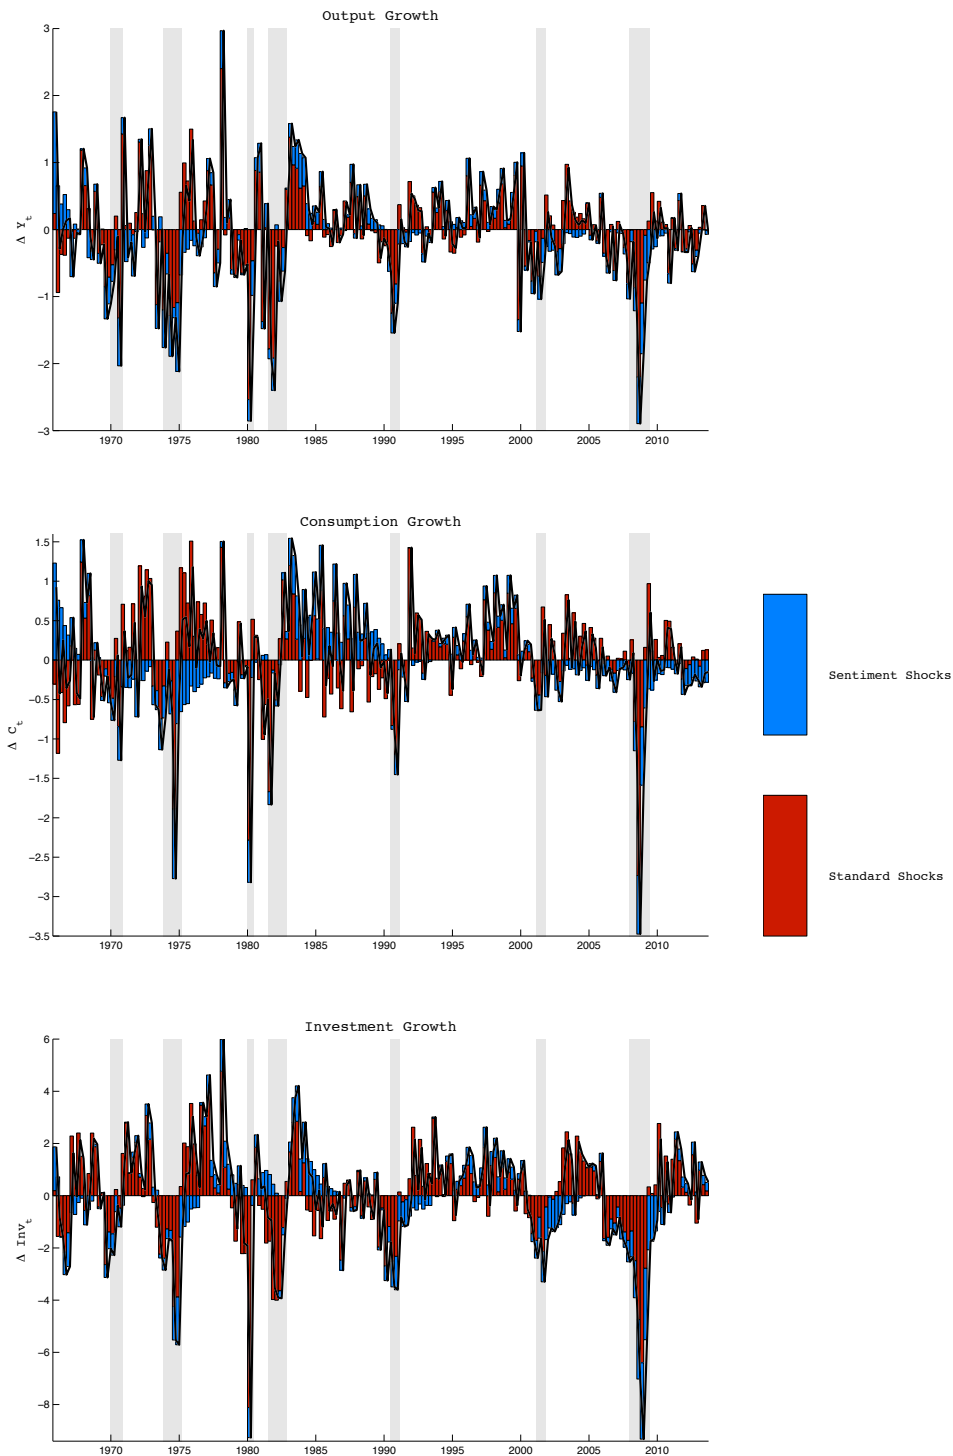 Output Growth
3
2
1
0
−1
−2
−3
Δ Yt
1970 1975 1980 1985 1990 1995 2000 2005 2010
Consumption Growth
1.5
1
0.5
0
−0.5
−1
−1.5
−2
−2.5
−3
−3.5
Δ Ct
1970 1975 1980 1985 1990 1995 2000 2005 2010
Sentiment Shocks
Standard Shocks
Investment Growth
6
4
2
0
−2
−4
−6
−8
Δ Invt
1970 1975 1980 1985 1990 1995 2000 2005 2010